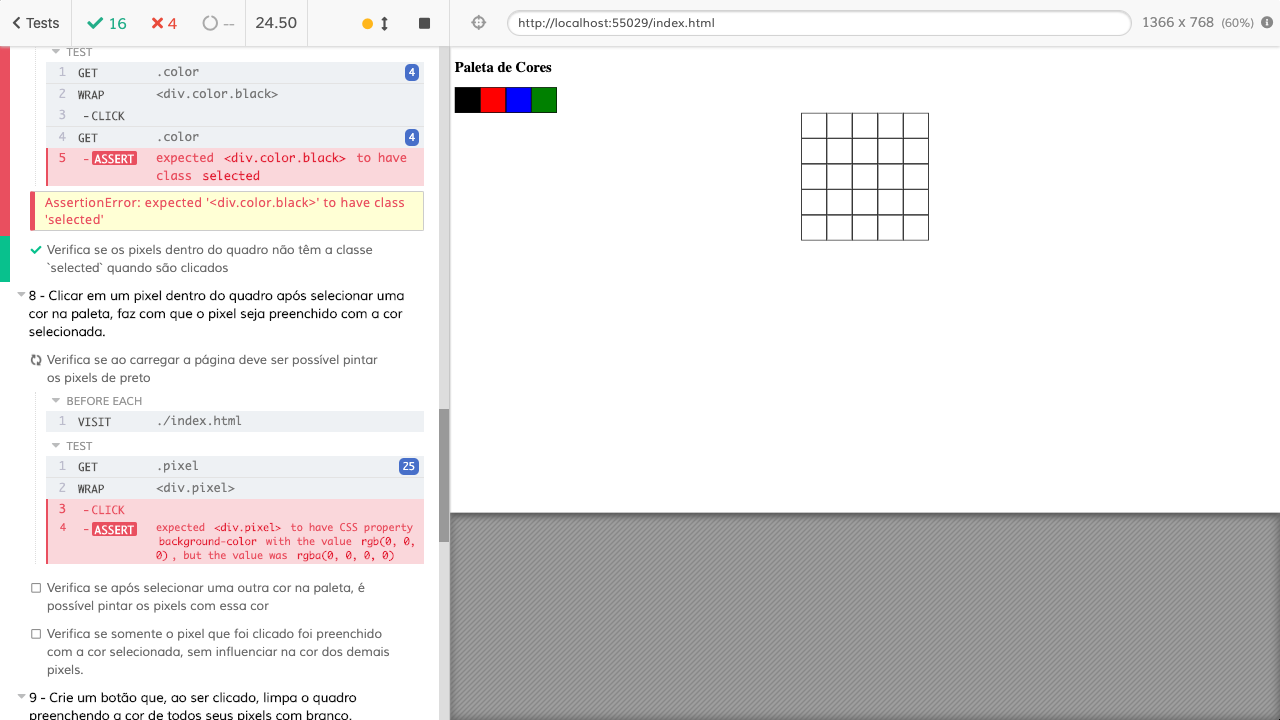 Tests 16 4 -- 24.50 http://localhost:55029/index.html 1366 x 768 (60%)
TEST
1 GET .color 4
2 WRAP <div.color.black>
3 -CLICK
4 GET .color 4
5 -ASSERT expected <div.color.black> to have
class selected
AssertionError: expected '<div.color.black>' to have class
'selected'
Verifica se os pixels dentro do quadro não têm a classe
`selected` quando são clicados
8 - Clicar em um pixel dentro do quadro após selecionar uma
cor na paleta, faz com que o pixel seja preenchido com a cor
selecionada.
Verifica se ao carregar a página deve ser possível pintar
os pixels de preto
BEFORE EACH
1 VISIT ./index.html
TEST
1 GET .pixel 25
2 WRAP <div.pixel>
3 -CLICK
4 -ASSERT expected <div.pixel> to have CSS property
background-color with the value rgb(0, 0,
0), but the value was rgba(0, 0, 0, 0)
Verifica se após selecionar uma outra cor na paleta, é
possível pintar os pixels com essa cor
Verifica se somente o pixel que foi clicado foi preenchido
com a cor selecionada, sem influenciar na cor dos demais
pixels.
9 - Crie um botão que, ao ser clicado, limpa o quadro
preenchendo a cor de todos seus pixels com branco.
Paleta de Cores